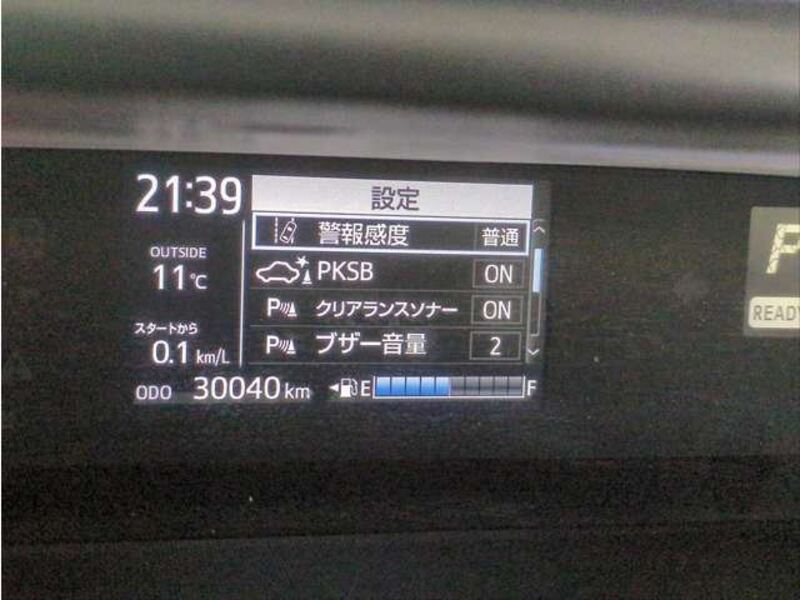 21:39
設定
警報感度 普通
OUTSIDE
11℃
PKSB ON
クリアランスソナー ON
スタートから
0.1 km/L
ブザー音量 2
ODO 30040 km E F
P
READY